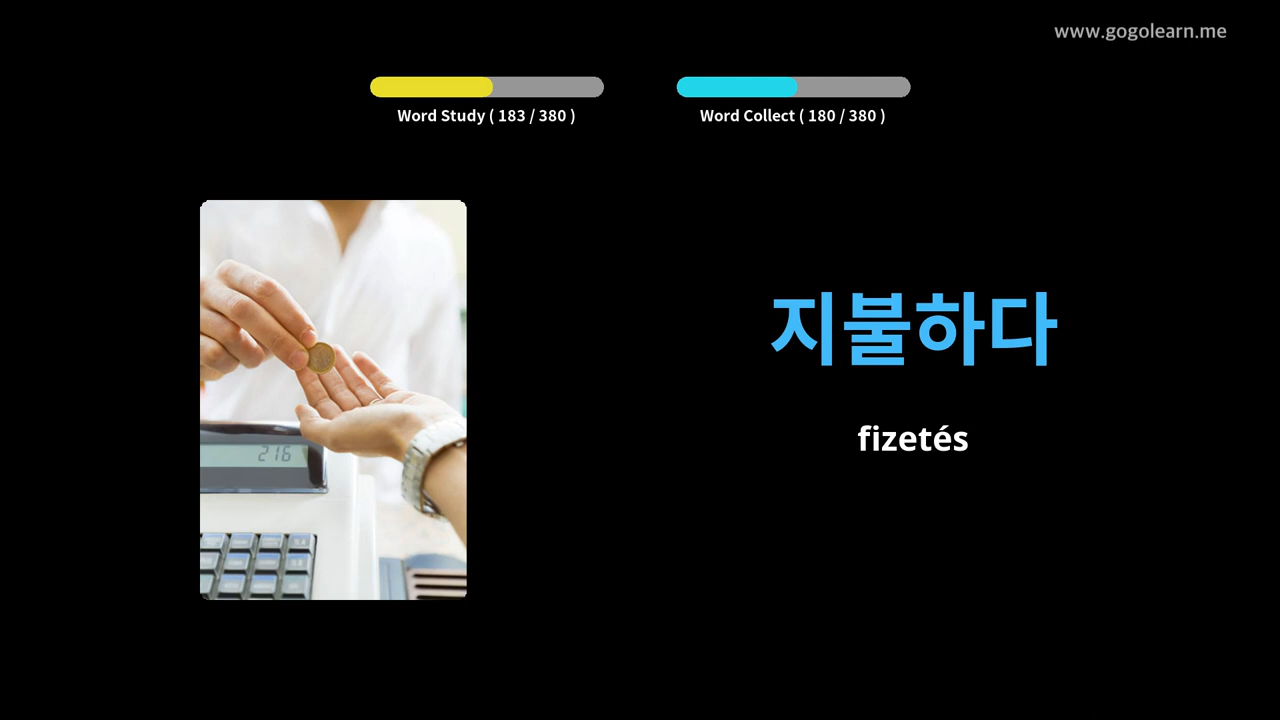 www.gogolearn.me
Word Study ( 183 / 380 )
Word Collect ( 180 / 380 )
지불하다
fizetés
216